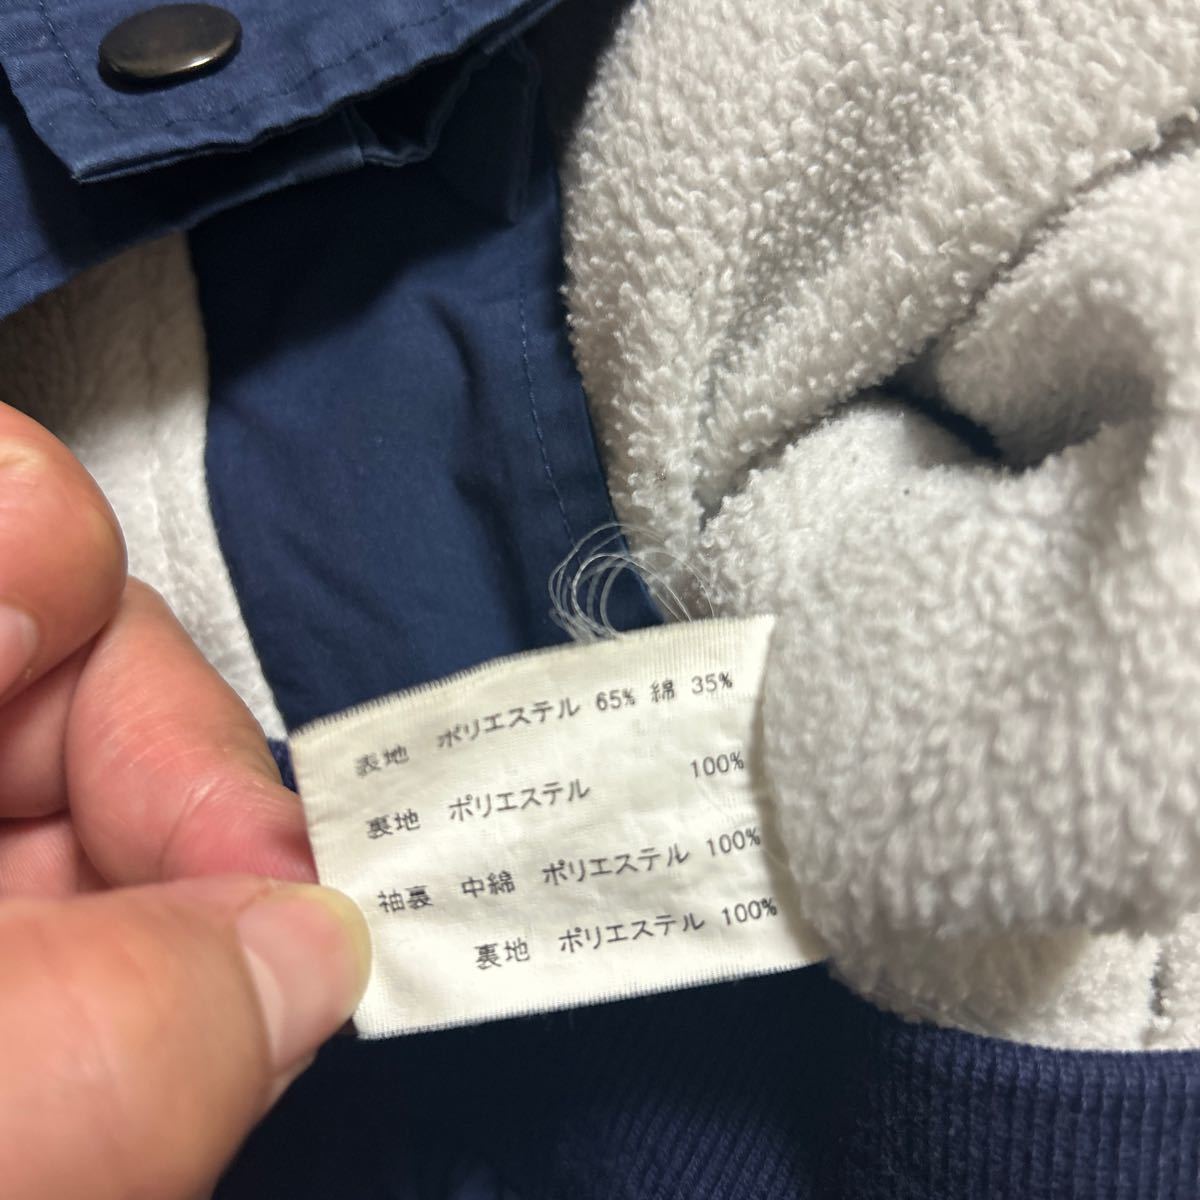 表地 ポリエステル 65% 綿 35%
裏地 ポリエステル 100%
袖裏 中綿 ポリエステル 100%
裏地 ポリエステル 100%